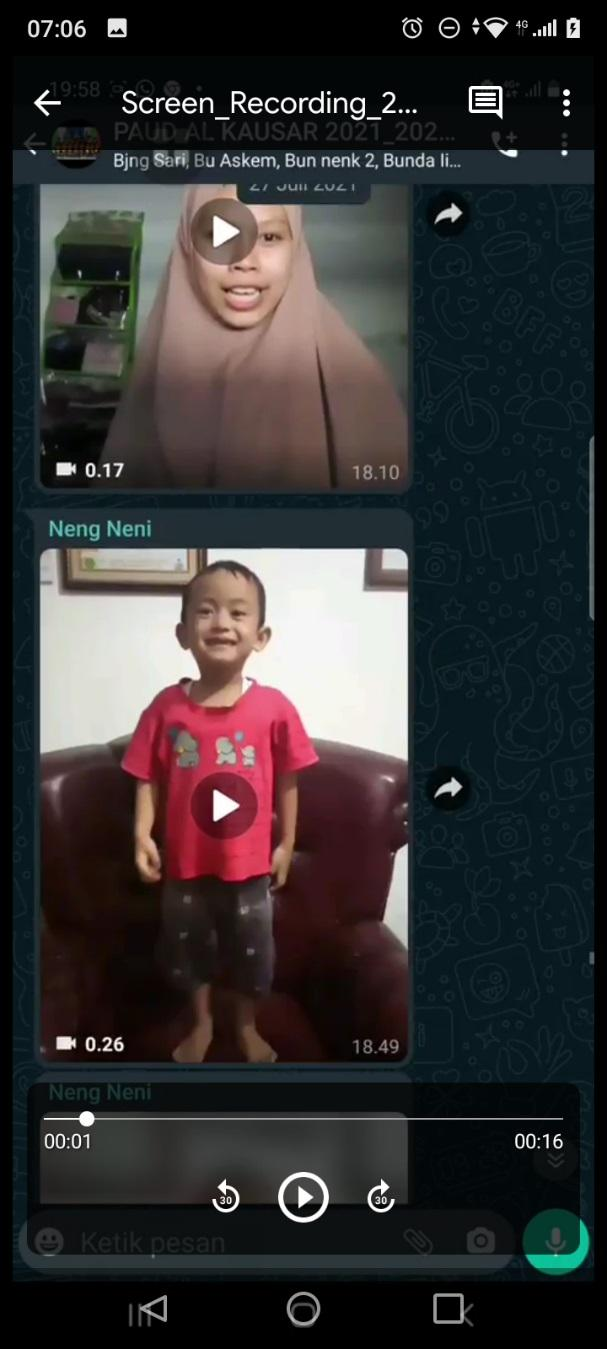 07:06
4G
19:58
4G+
Screen_Recording_2...
PAUD AL KAUSAR 2021_202...
Bjng Sari, Bu Askem, Bun nenk 2, Bunda li...
27 Juli 2021
0.17
18.10
Neng Neni
0.26
18.49
Neng Neni
00:01
00:16
30
30
Ketik pesan